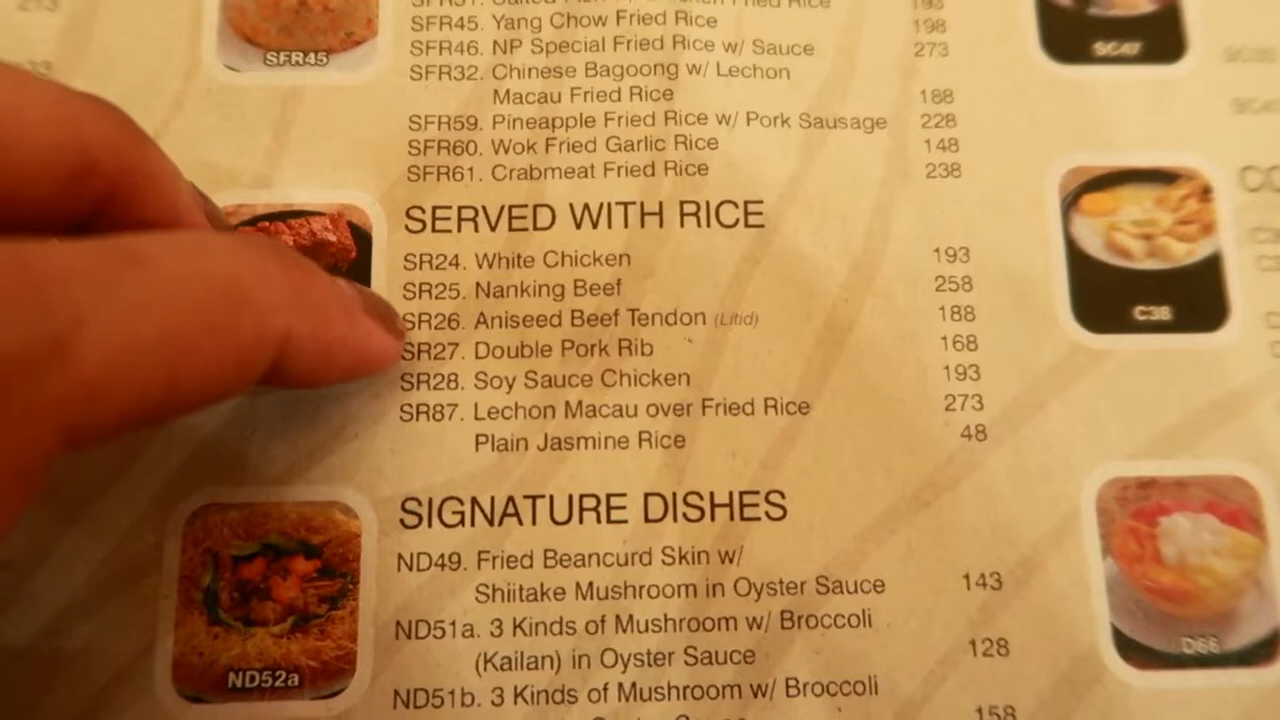 SFR45. Yang Chow Fried Rice 198
SFR46. NP Special Fried Rice w/ Sauce 273
SFR32. Chinese Bagoong w/ Lechon
Macau Fried Rice 188
SFR59. Pineapple Fried Rice w/ Pork Sausage 228
SFR60. Wok Fried Garlic Rice 148
SFR61. Crabmeat Fried Rice 238
SFR45
SC47
SERVED WITH RICE
SR24. White Chicken 193
SR25. Nanking Beef 258
SR26. Aniseed Beef Tendon (Litid) 188
SR27. Double Pork Rib 168
SR28. Soy Sauce Chicken 193
SR87. Lechon Macau over Fried Rice 273
Plain Jasmine Rice 48
C38
SIGNATURE DISHES
ND49. Fried Beancurd Skin w/
Shiitake Mushroom in Oyster Sauce 143
ND51a. 3 Kinds of Mushroom w/ Broccoli
(Kailan) in Oyster Sauce 128
ND51b. 3 Kinds of Mushroom w/ Broccoli
158
ND52a
D66